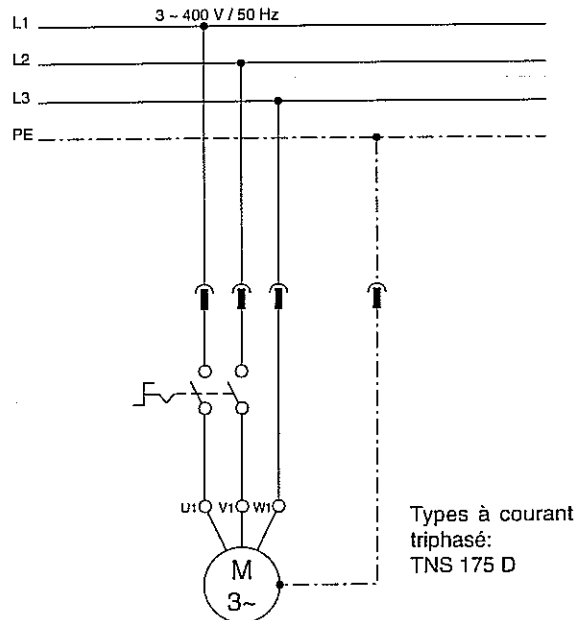 3 ~ 400 V / 50 Hz
L1
L2
L3
PE
U1 V1 W1
M
3~
Types à courant
triphasé:
TNS 175 D